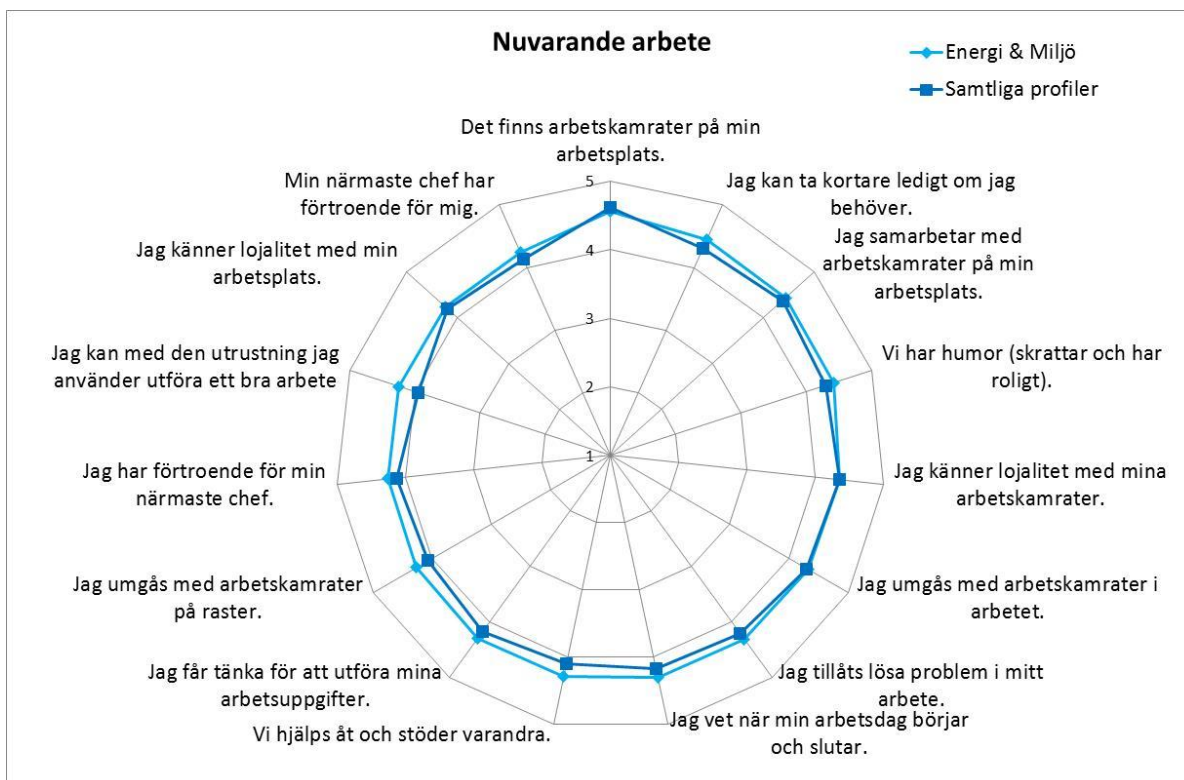 Nuvarande arbete
Energi & Miljö
Samtliga profiler
Det finns arbetskamrater på min
arbetsplats.
Jag kan ta kortare ledigt om jag
behöver.
Jag samarbetar med
arbetskamrater på min
arbetsplats.
Vi har humor (skrattar och har
roligt).
Jag känner lojalitet med mina
arbetskamrater.
Jag umgås med arbetskamrater i
arbetet.
Jag tillåts lösa problem i mitt
arbete.
Jag vet när min arbetsdag börjar
och slutar.
Vi hjälps åt och stöder varandra.
Jag får tänka för att utföra mina
arbetsuppgifter.
Jag umgås med arbetskamrater
på raster.
Jag har förtroende för min
närmaste chef.
Jag kan med den utrustning jag
använder utföra ett bra arbete
Jag känner lojalitet med min
arbetsplats.
Min närmaste chef har
förtroende för mig.
5
4
3
2
1